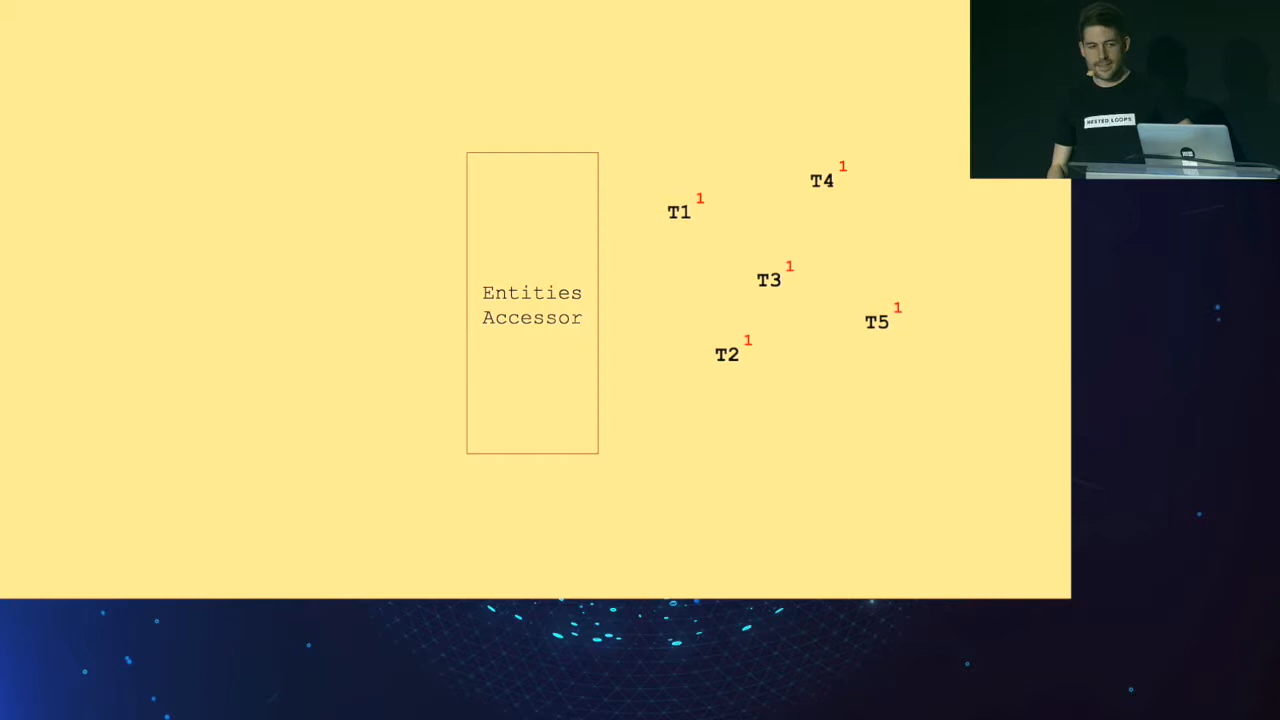 NESTED LOOPS
T4 1
T1 1
T3 1
Entities
Accessor
T5 1
T2 1